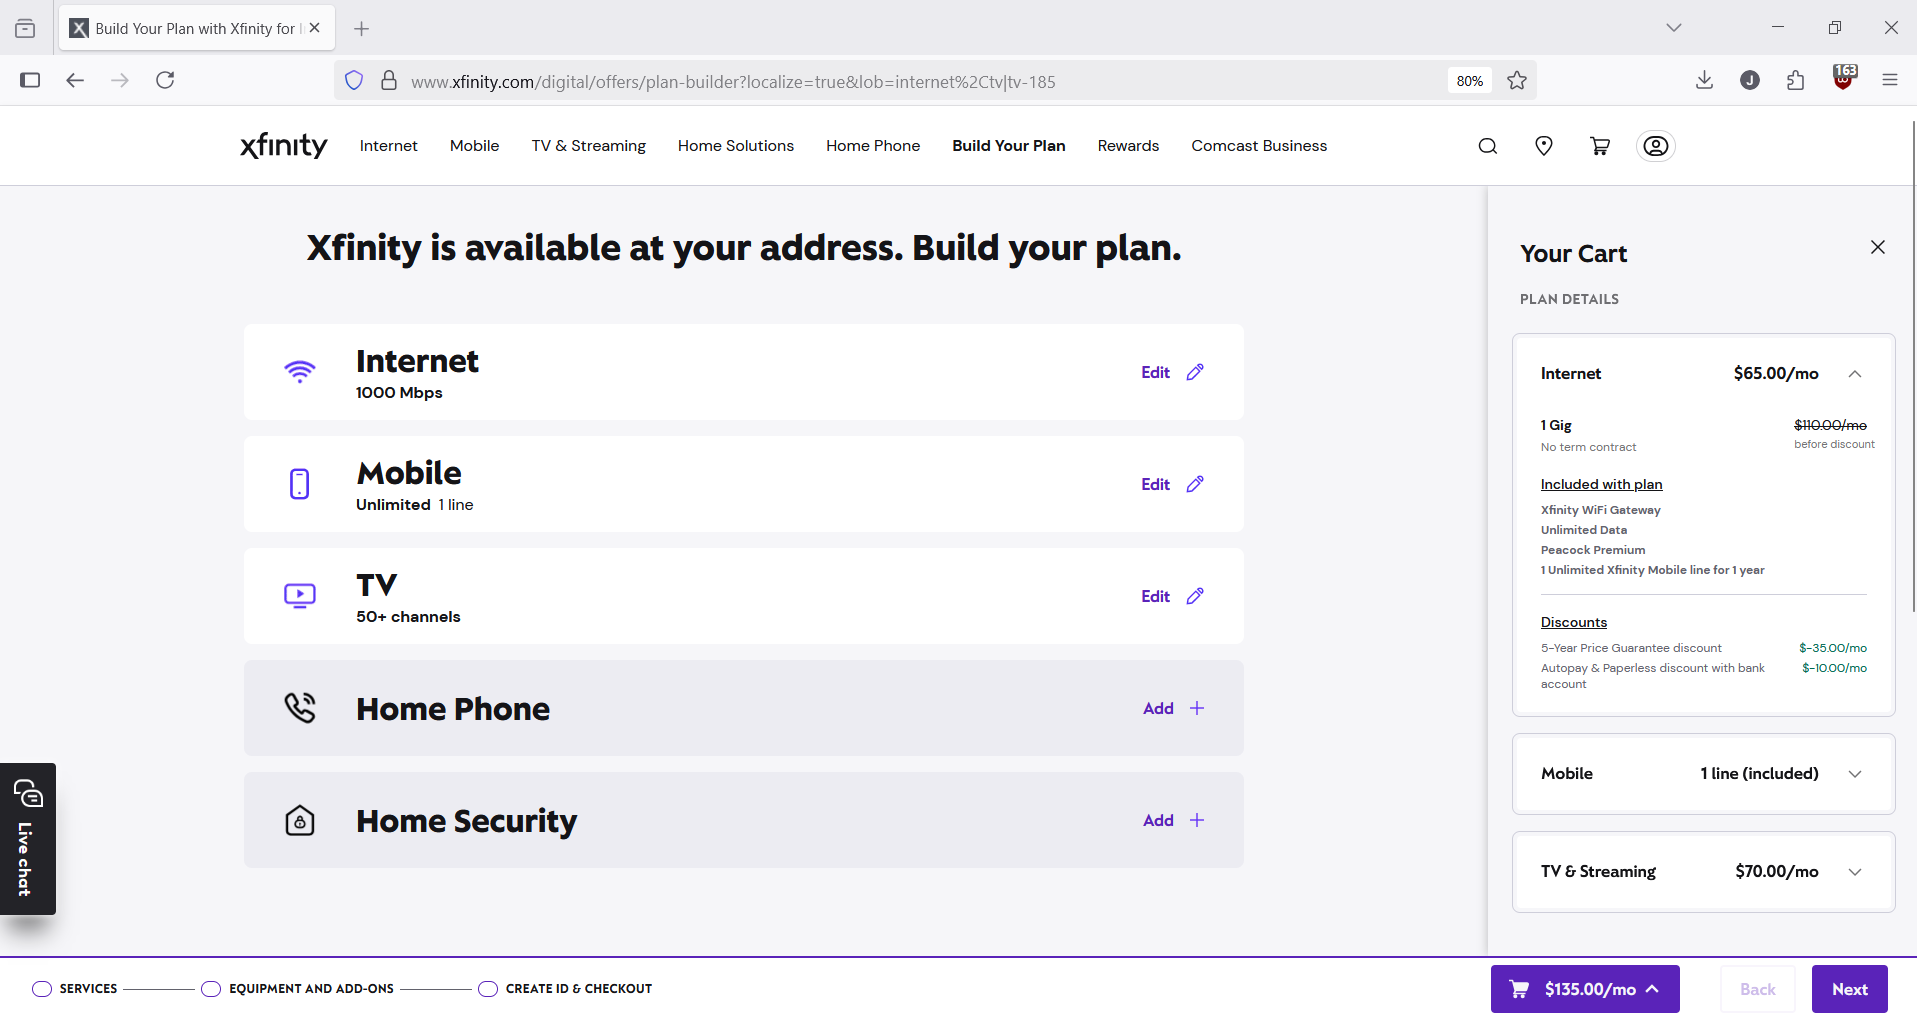 Build Your Plan with Xfinity for I
www.xfinity.com/digital/offers/plan-builder?localize=true&lob=internet%2Ctv|tv-185
80%
J
163
xfinity
Internet
Mobile
TV & Streaming
Home Solutions
Home Phone
Build Your Plan
Rewards
Comcast Business
Xfinity is available at your address. Build your plan.
Internet
1000 Mbps
Edit
Mobile
Unlimited 1 line
Edit
TV
50+ channels
Edit
Home Phone
Add
Home Security
Add
Live chat
Your Cart
PLAN DETAILS
Internet $65.00/mo
1 Gig $110.00/mo
No term contract before discount
Included with plan
Xfinity WiFi Gateway
Unlimited Data
Peacock Premium
1 Unlimited Xfinity Mobile line for 1 year
Discounts
5-Year Price Guarantee discount $-35.00/mo
Autopay & Paperless discount with bank $-10.00/mo
account
Mobile 1 line (included)
TV & Streaming $70.00/mo
SERVICES
EQUIPMENT AND ADD-ONS
CREATE ID & CHECKOUT
$135.00/mo
Back
Next